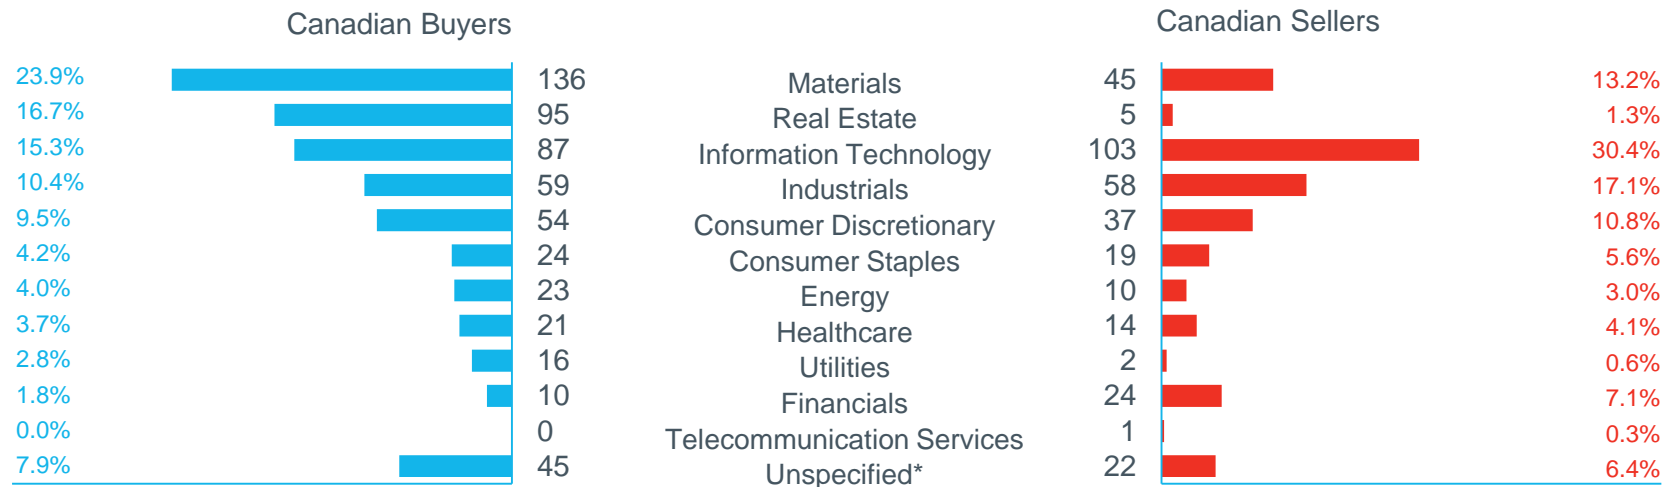 Canadian Buyers Canadian Sellers
23.9% 136 Materials 45 13.2%
16.7% 95 Real Estate 5 1.3%
15.3% 87 Information Technology 103 30.4%
10.4% 59 Industrials 58 17.1%
9.5% 54 Consumer Discretionary 37 10.8%
4.2% 24 Consumer Staples 19 5.6%
4.0% 23 Energy 10 3.0%
3.7% 21 Healthcare 14 4.1%
2.8% 16 Utilities 2 0.6%
1.8% 10 Financials 24 7.1%
0.0% 0 Telecommunication Services 1 0.3%
7.9% 45 Unspecified* 22 6.4%